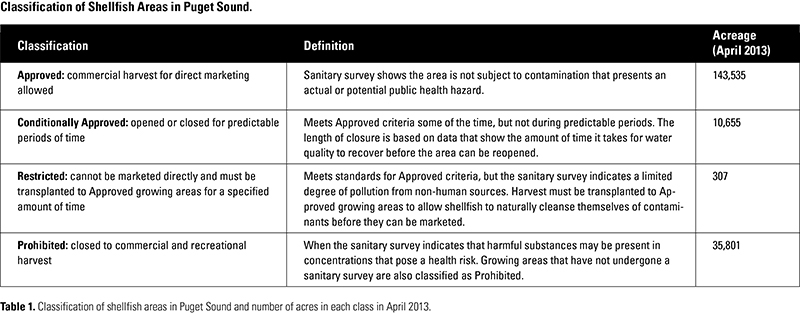 Classification of Shellfish Areas in Puget Sound.
Classification Definition Acreage
(April 2013)
Approved: commercial harvest for direct marketing
allowed
Sanitary survey shows the area is not subject to contamination that presents an
actual or potential public health hazard.
143,535
Conditionally Approved: opened or closed for predictable
periods of time
Meets Approved criteria some of the time, but not during predictable periods. The
length of closure is based on data that show the amount of time it takes for water
quality to recover before the area can be reopened.
10,655
Restricted: cannot be marketed directly and must be
transplanted to Approved growing areas for a specified
amount of time
Meets standards for Approved criteria, but the sanitary survey indicates a limited
degree of pollution from non-human sources. Harvest must be transplanted to Ap-
proved growing areas to allow shellfish to naturally cleanse themselves of contami-
nants before they can be marketed.
307
Prohibited: closed to commercial and recreational
harvest
When the sanitary survey indicates that harmful substances may be present in
concentrations that pose a health risk. Growing areas that have not undergone a
sanitary survey are also classified as Prohibited.
35,801
Table 1. Classification of shellfish areas in Puget Sound and number of acres in each class in April 2013.